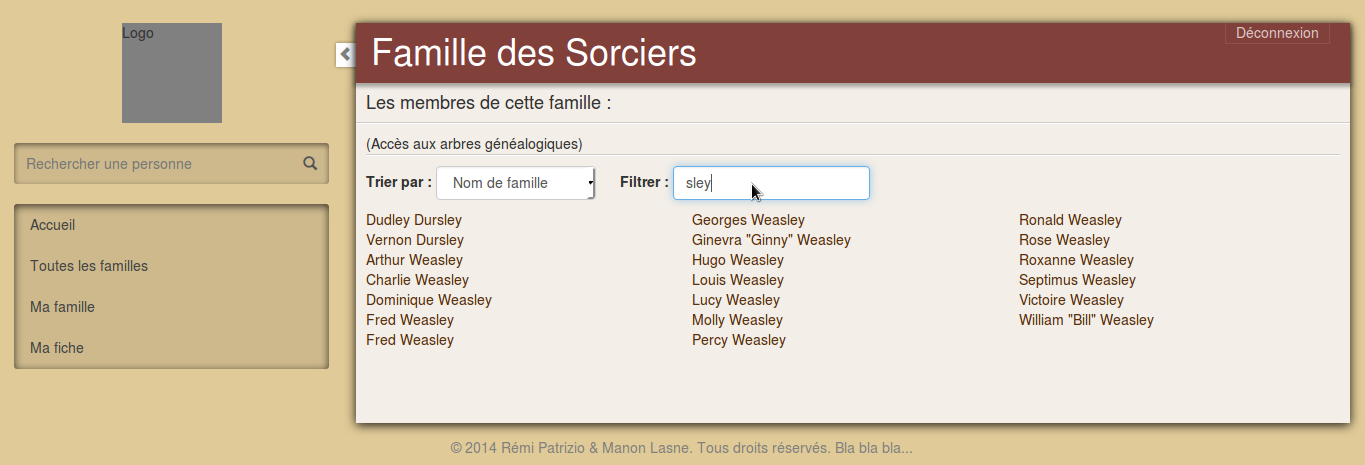 Logo
Rechercher une personne
Accueil
Toutes les familles
Ma famille
Ma fiche
Famille des Sorciers
Déconnexion
Les membres de cette famille :
(Accès aux arbres généalogiques)
Trier par : Nom de famille Filtrer : sley
Dudley Dursley
Vernon Dursley
Arthur Weasley
Charlie Weasley
Dominique Weasley
Fred Weasley
Fred Weasley
Georges Weasley
Ginevra "Ginny" Weasley
Hugo Weasley
Louis Weasley
Lucy Weasley
Molly Weasley
Percy Weasley
Ronald Weasley
Rose Weasley
Roxanne Weasley
Septimus Weasley
Victoire Weasley
William "Bill" Weasley
© 2014 Rémi Patrizio & Manon Lasne. Tous droits réservés. Bla bla bla...